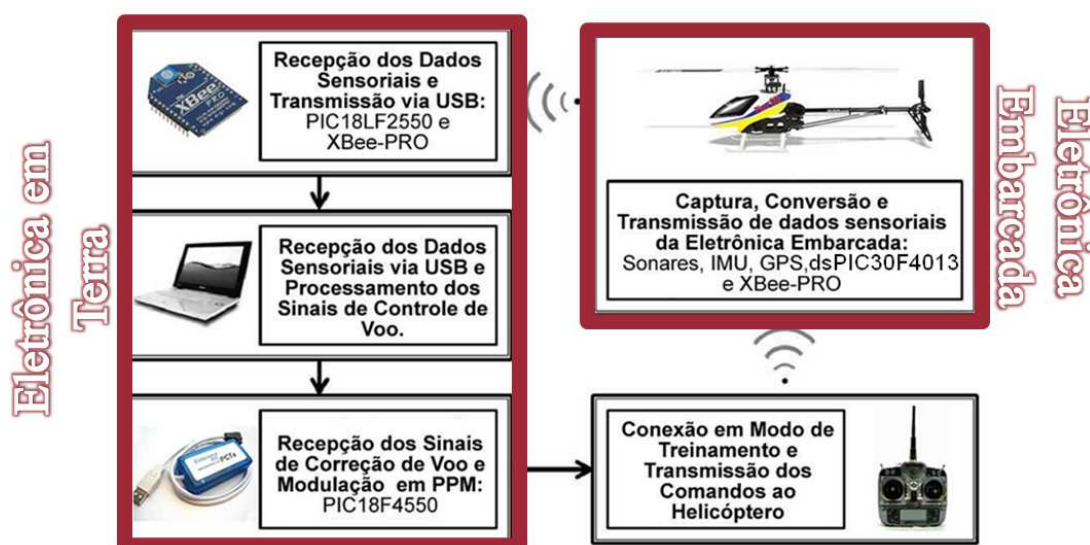 Eletrônica em
Terra
XBee
PRO
Recepção dos Dados
Sensoriais e
Transmissão via USB:
PIC18LF2550 e
XBee-PRO
Recepção dos Dados
Sensoriais via USB e
Processamento dos
Sinais de Controle de
Voo.
PCTx
Recepção dos Sinais
de Correção de Voo e
Modulação em PPM:
PIC18F4550
Captura, Conversão e
Transmissão de dados sensoriais
da Eletrônica Embarcada:
Sonares, IMU, GPS,dsPIC30F4013
e XBee-PRO
Eletrônica
Embarcada
Conexão em Modo de
Treinamento e
Transmissão dos
Comandos ao
Helicóptero